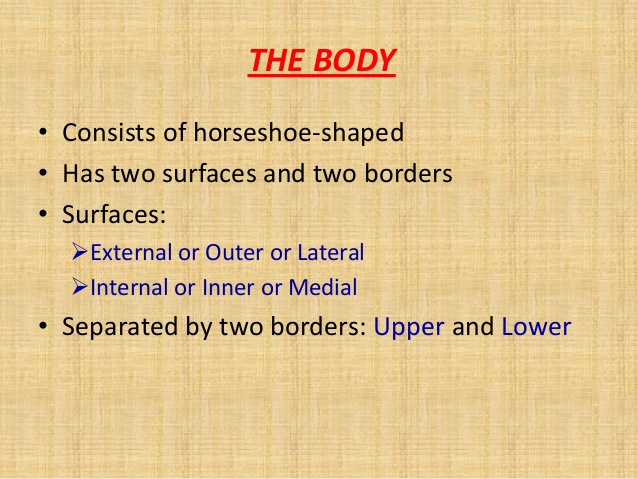 THE BODY
• Consists of horseshoe-shaped
• Has two surfaces and two borders
• Surfaces:
➢External or Outer or Lateral
➢Internal or Inner or Medial
• Separated by two borders: Upper and Lower